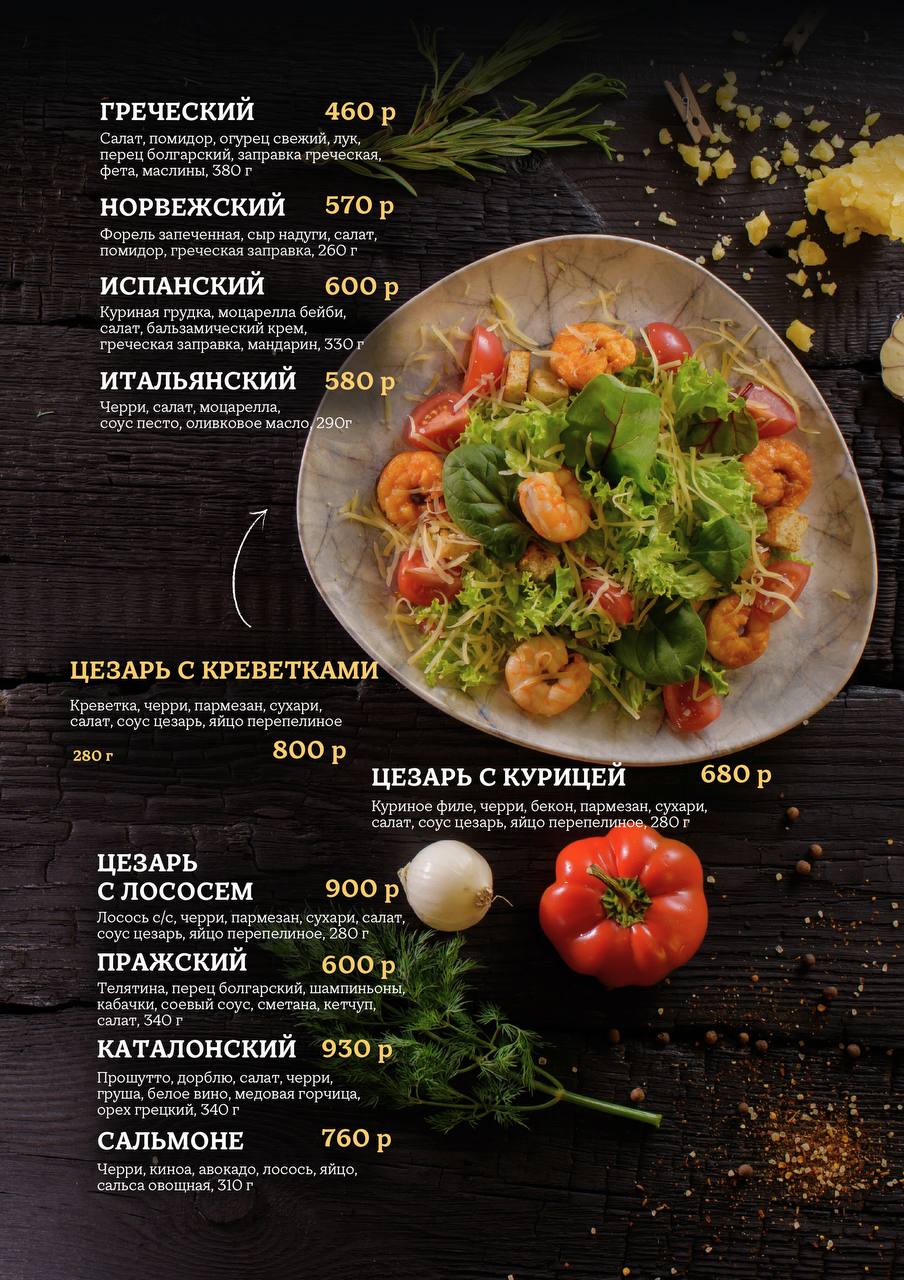 ГРЕЧЕСКИЙ 460 р
Салат, помидор, огурец свежий, лук,
перец болгарский, заправка греческая,
фета, маслины, 380 г
НОРВЕЖСКИЙ 570 р
Форель запеченная, сыр надуги, салат,
помидор, греческая заправка, 260 г
ИСПАНСКИЙ 600 р
Куриная грудка, моцарелла бейби,
салат, бальзамический крем,
греческая заправка, мандарин, 330 г
ИТАЛЬЯНСКИЙ 580 р
Черри, салат, моцарелла,
соус песто, оливковое масло, 290г
ЦЕЗАРЬ С КРЕВЕТКАМИ
Креветка, черри, пармезан, сухари,
салат, соус цезарь, яйцо перепелиное
280 г 800 р
ЦЕЗАРЬ С КУРИЦЕЙ 680 р
Куриное филе, черри, бекон, пармезан, сухари,
салат, соус цезарь, яйцо перепелиное, 280 г
ЦЕЗАРЬ
С ЛОСОСЕМ 900 р
Лосось с/с, черри, пармезан, сухари, салат,
соус цезарь, яйцо перепелиное, 280 г
ПРАЖСКИЙ 600 р
Телятина, перец болгарский, шампиньоны,
кабачки, соевый соус, сметана, кетчуп,
салат, 340 г
КАТАЛОНСКИЙ 930 р
Прошутто, дорблю, салат, черри,
груша, белое вино, медовая горчица,
орех грецкий, 340 г
САЛЬМОНЕ 760 р
Черри, киноа, авокадо, лосось, яйцо,
сальса овощная, 310 г